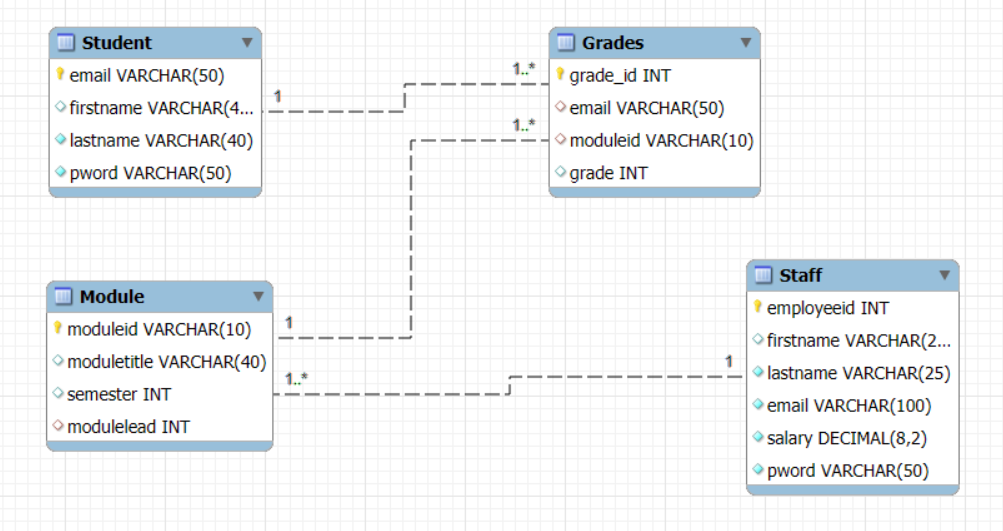 Student
email VARCHAR(50)
firstname VARCHAR(4...
lastname VARCHAR(40)
pword VARCHAR(50)
1
1..*
1..*
Grades
grade_id INT
email VARCHAR(50)
moduleid VARCHAR(10)
grade INT
Module
moduleid VARCHAR(10)
moduletitle VARCHAR(40)
semester INT
modulelead INT
1
1..*
1
Staff
employeeid INT
firstname VARCHAR(2...
lastname VARCHAR(25)
email VARCHAR(100)
salary DECIMAL(8,2)
pword VARCHAR(50)